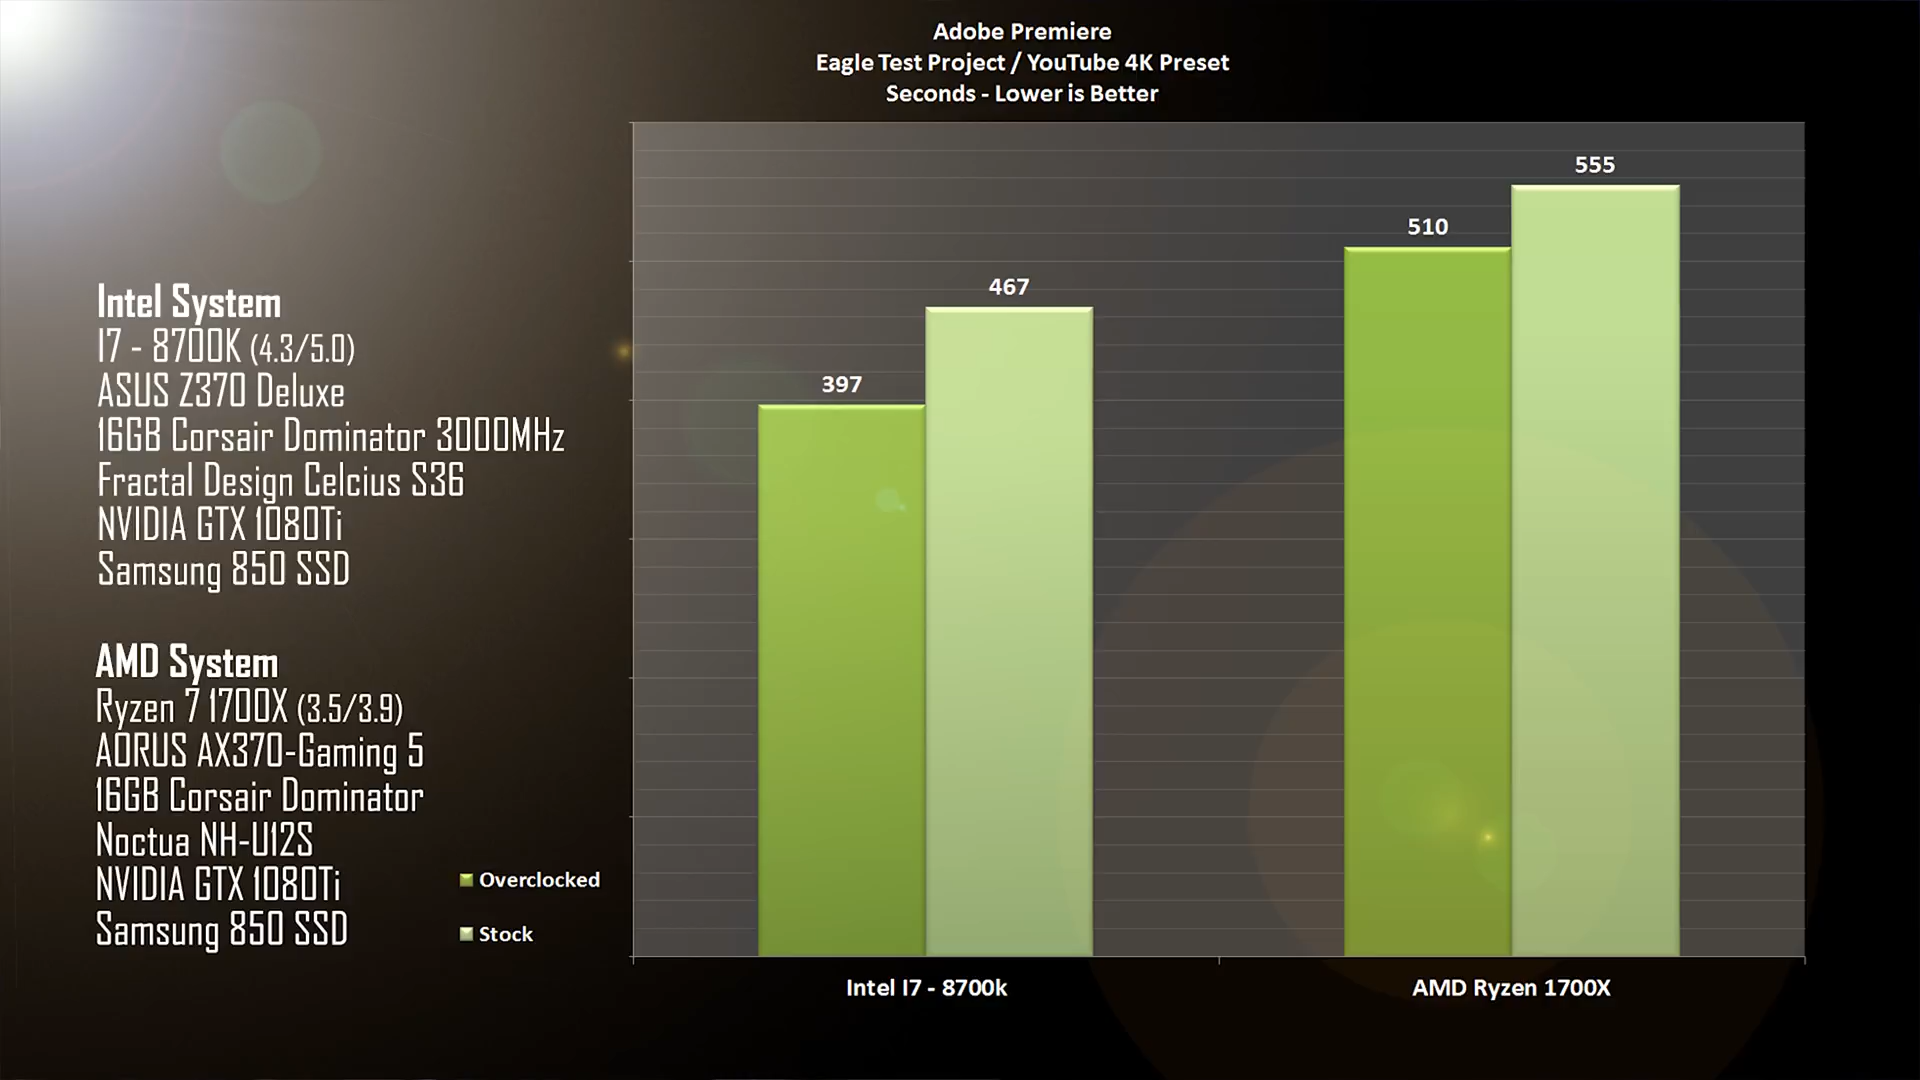 Adobe Premiere
Eagle Test Project / YouTube 4K Preset
Seconds - Lower is Better
Intel System
I7 - 8700K (4.3/5.0)
ASUS Z370 Deluxe
16GB Corsair Dominator 3000MHz
Fractal Design Celcius S36
NVIDIA GTX 1080Ti
Samsung 850 SSD
AMD System
Ryzen 7 1700X (3.5/3.9)
AORUS AX370-Gaming 5
16GB Corsair Dominator
Noctua NH-U12S
NVIDIA GTX 1080Ti
Samsung 850 SSD
Overclocked
Stock
397
467
510
555
Intel I7 - 8700k
AMD Ryzen 1700X